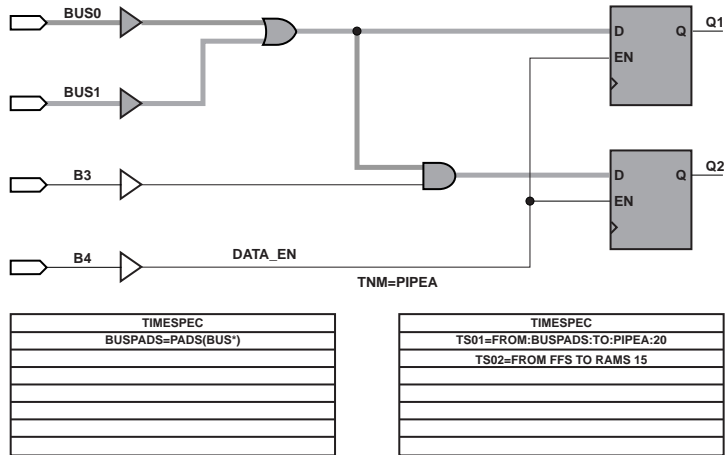 BUS0
D Q Q1
EN
BUS1
B3
D Q Q2
EN
B4
DATA_EN
TNM=PIPEA
TIMESPEC
BUSPADS=PADS(BUS*)
TIMESPEC
TS01=FROM:BUSPADS:TO:PIPEA:20
TS02=FROM FFS TO RAMS 15